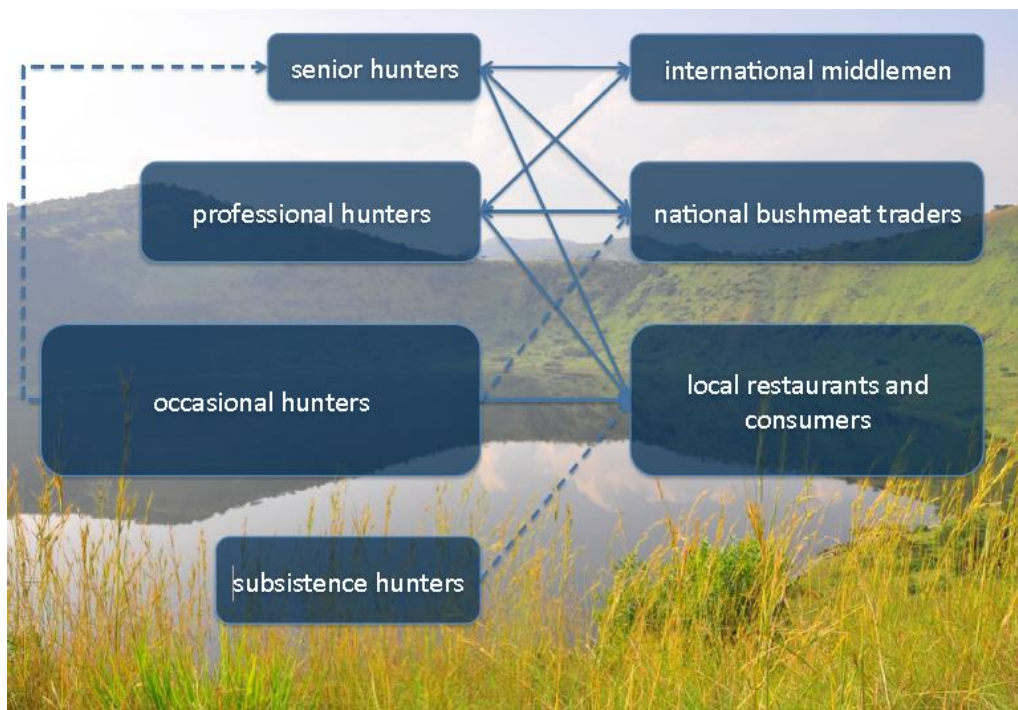 senior hunters
international middlemen
professional hunters
national bushmeat traders
occasional hunters
local restaurants and
consumers
subsistence hunters